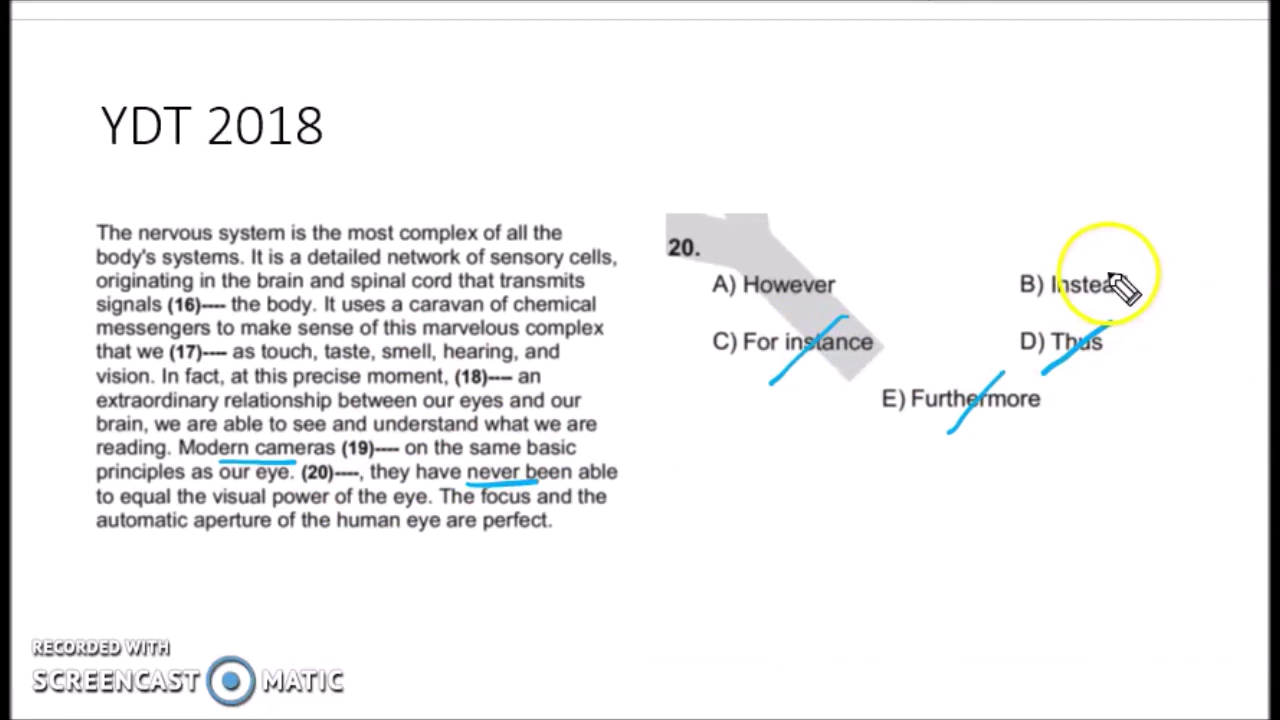 YDT 2018
The nervous system is the most complex of all the
body's systems. It is a detailed network of sensory cells,
originating in the brain and spinal cord that transmits
signals (16)---- the body. It uses a caravan of chemical
messengers to make sense of this marvelous complex
that we (17)---- as touch, taste, smell, hearing, and
vision. In fact, at this precise moment, (18)---- an
extraordinary relationship between our eyes and our
brain, we are able to see and understand what we are
reading. Modern cameras (19)---- on the same basic
principles as our eye. (20)----, they have never been able
to equal the visual power of the eye. The focus and the
automatic aperture of the human eye are perfect.
20.
A) However
B) Instead
C) For instance
D) Thus
E) Furthermore
RECORDED WITH
SCREENCAST MATIC